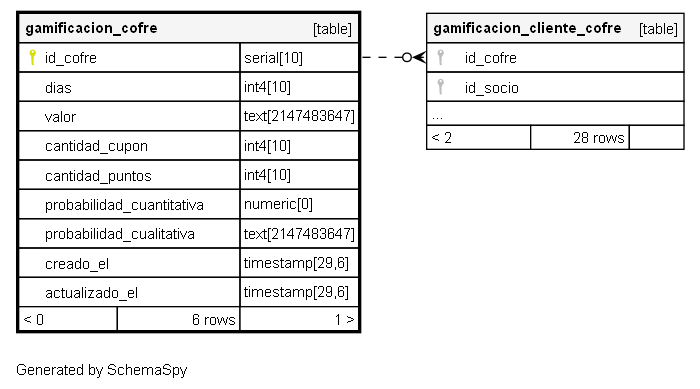 gamificacion_cofre [table]
id_cofre serial[10]
dias int4[10]
valor text[2147483647]
cantidad_cupon int4[10]
cantidad_puntos int4[10]
probabilidad_cuantitativa numeric[0]
probabilidad_cualitativa text[2147483647]
creado_el timestamp[29,6]
actualizado_el timestamp[29,6]
< 0 6 rows 1 >
gamificacion_cliente_cofre [table]
id_cofre
id_socio
...
< 2 28 rows
Generated by SchemaSpy